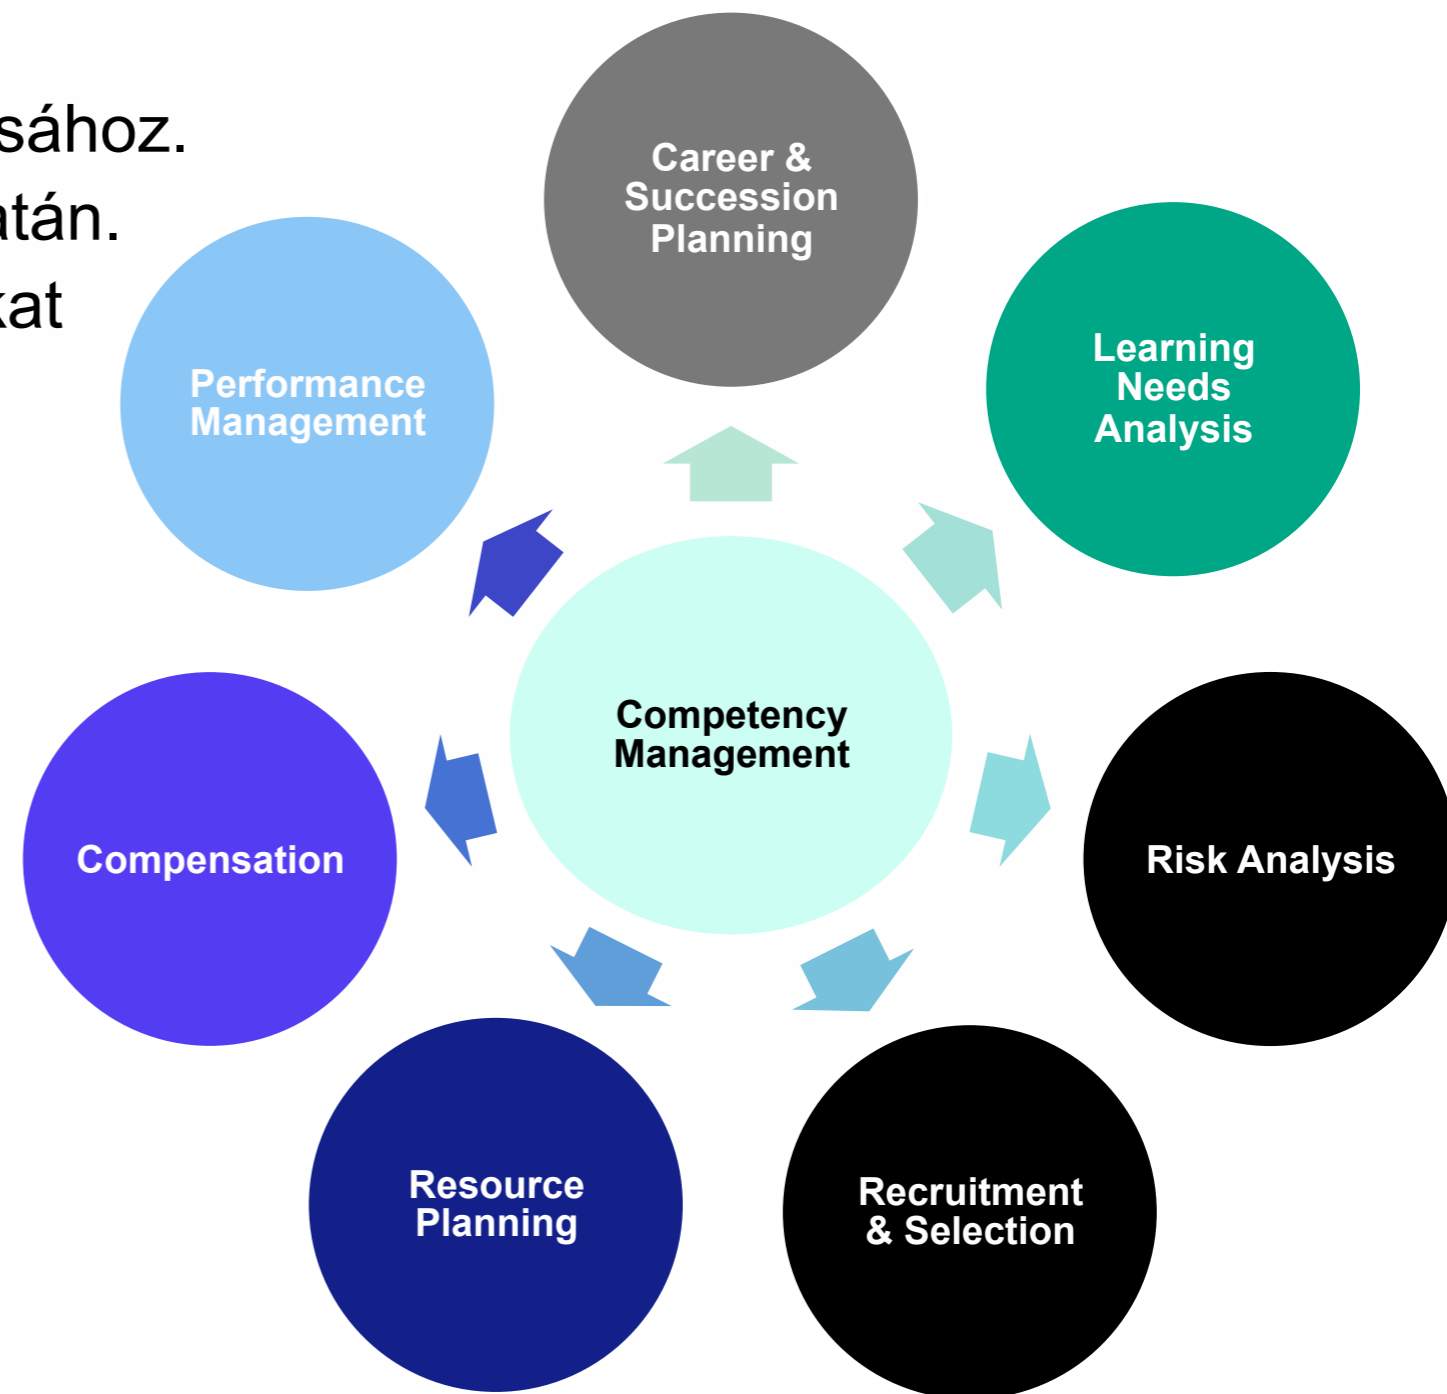 sához.
atán.
kat
Career &
Succession
Planning
Learning
Needs
Analysis
Performance
Management
Competency
Management
Compensation
Risk Analysis
Resource
Planning
Recruitment
& Selection